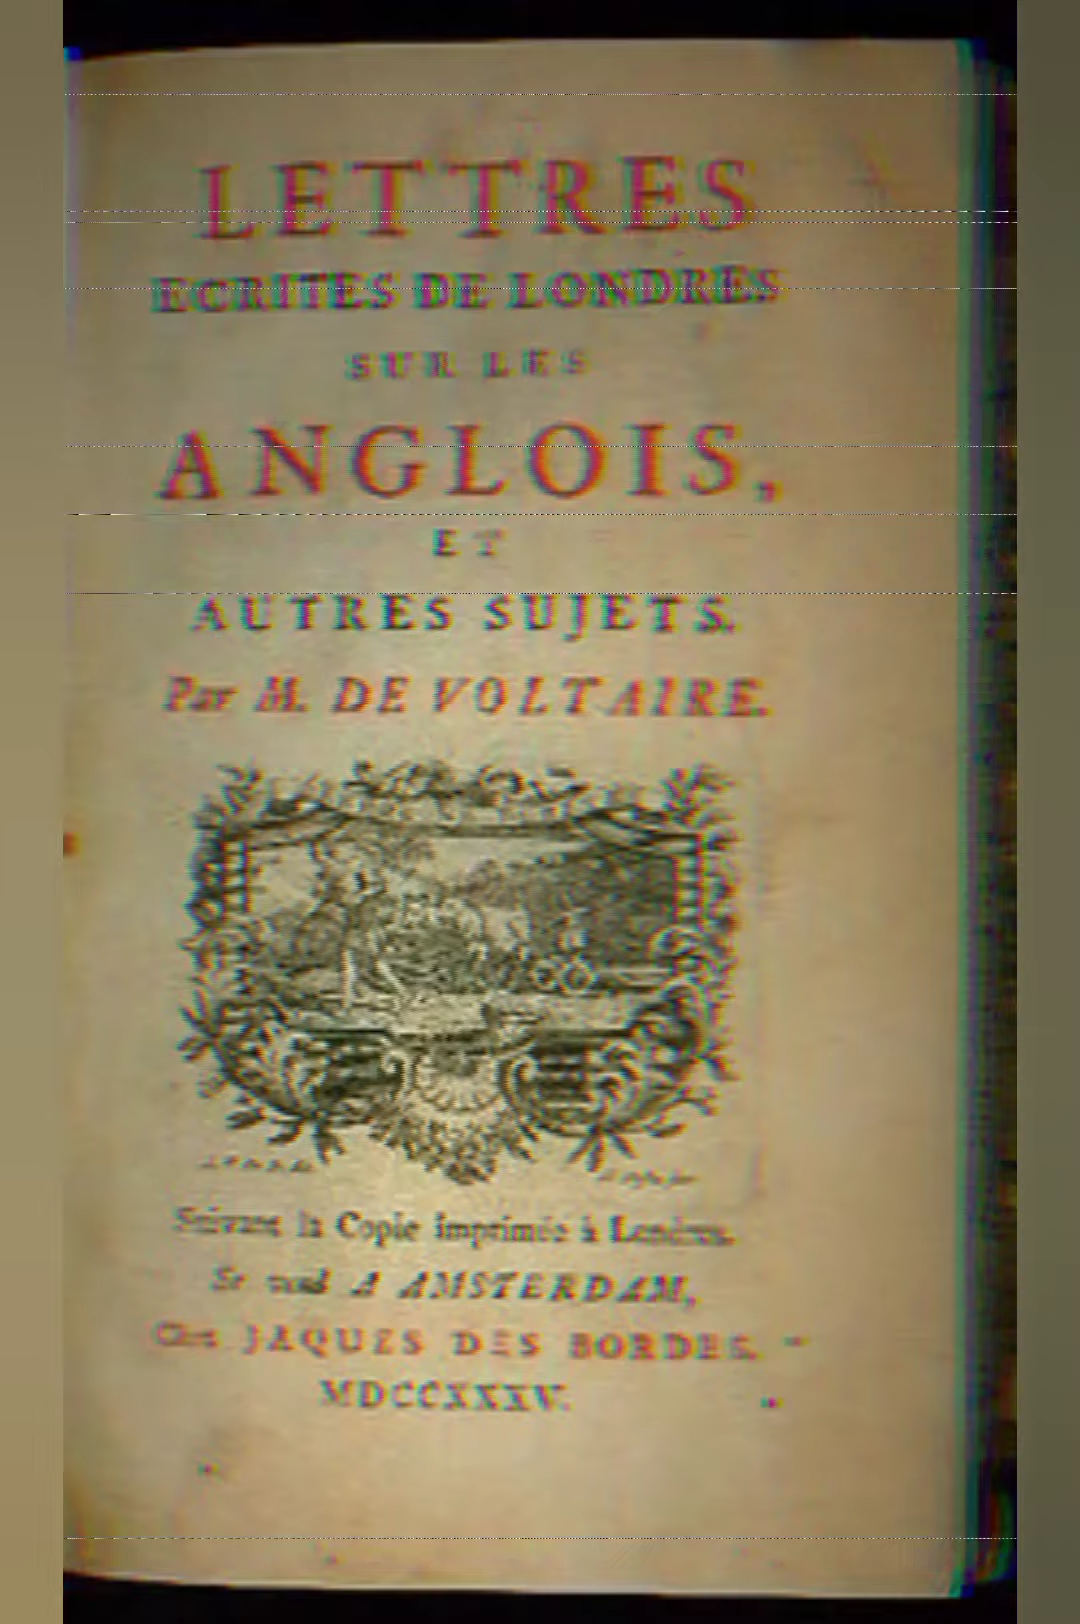 LETTRES
ECRITES DE LONDRES
SUR LES
ANGLOIS,
ET
AUTRES SUJETS.
Par M. DE VOLTAIRE.
Suivant la Copie imprimée à Londres.
Se vend A AMSTERDAM,
Chez JAQUES DES BORDES.
MDCCXXXV.